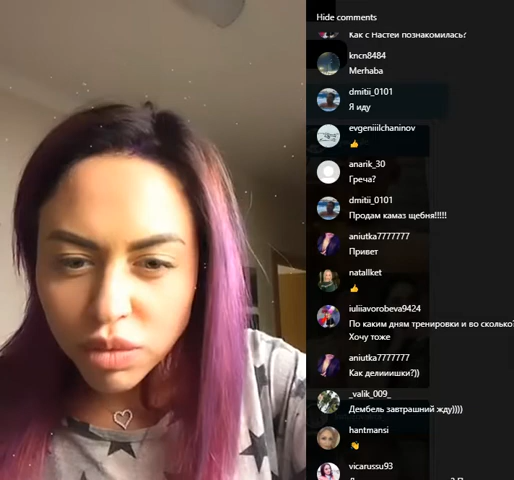 Hide comments
Как с Настей познакомилась?
kncn8484
Merhaba
dmitii_0101
Я иду
evgeniiilchaninov
👍
anarik_30
Греча?
dmitii_0101
Продам камаз щебня!!!!!
aniutka7777777
Привет
natallket
👍
iuliiavorobeva9424
По каким дням тренировки и во сколько?
Хочу тоже
aniutka7777777
Как делииишки?))
_valik_009_
Дембель завтрашний жду))))
hantmansi
👏
vicarussu93